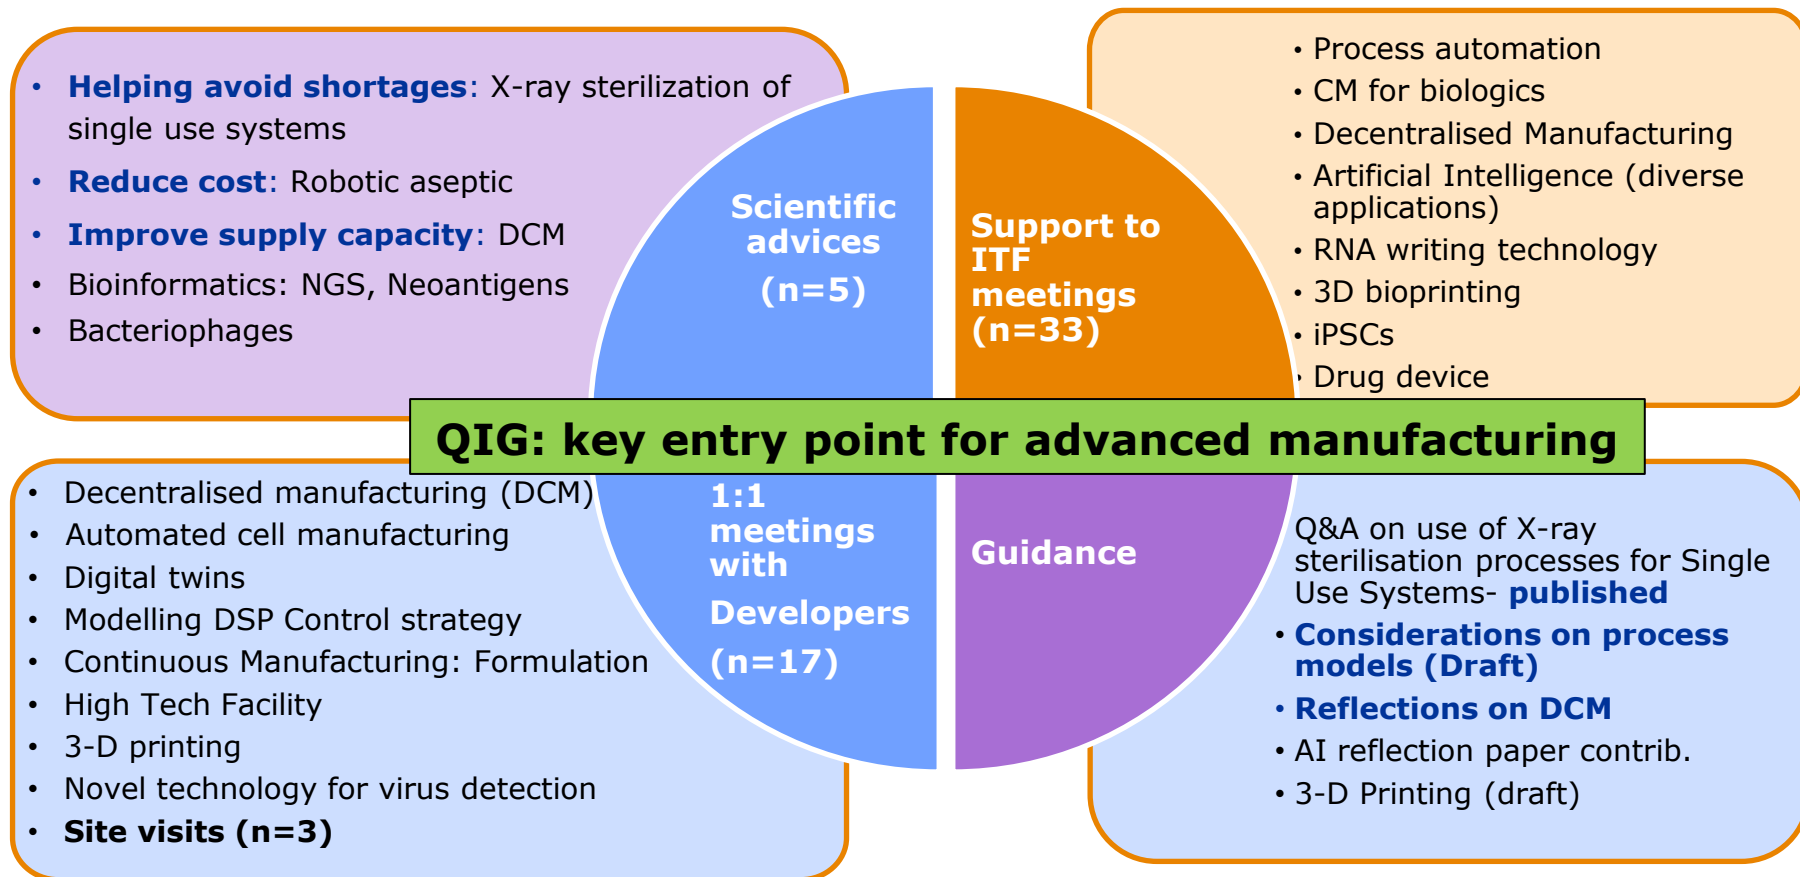 • Helping avoid shortages: X-ray sterilization of
single use systems
• Reduce cost: Robotic aseptic
• Improve supply capacity: DCM
• Bioinformatics: NGS, Neoantigens
• Bacteriophages
Scientific
advices
(n=5)
Support to
ITF
meetings
(n=33)
• Process automation
• CM for biologics
• Decentralised Manufacturing
• Artificial Intelligence (diverse
applications)
• RNA writing technology
• 3D bioprinting
• iPSCs
• Drug device
QIG: key entry point for advanced manufacturing
• Decentralised manufacturing (DCM)
• Automated cell manufacturing
• Digital twins
• Modelling DSP Control strategy
• Continuous Manufacturing: Formulation
• High Tech Facility
• 3-D printing
• Novel technology for virus detection
• Site visits (n=3)
1:1
meetings
with
Developers
(n=17)
Guidance
Q&A on use of X-ray
sterilisation processes for Single
Use Systems- published
• Considerations on process
models (Draft)
• Reflections on DCM
• AI reflection paper contrib.
• 3-D Printing (draft)